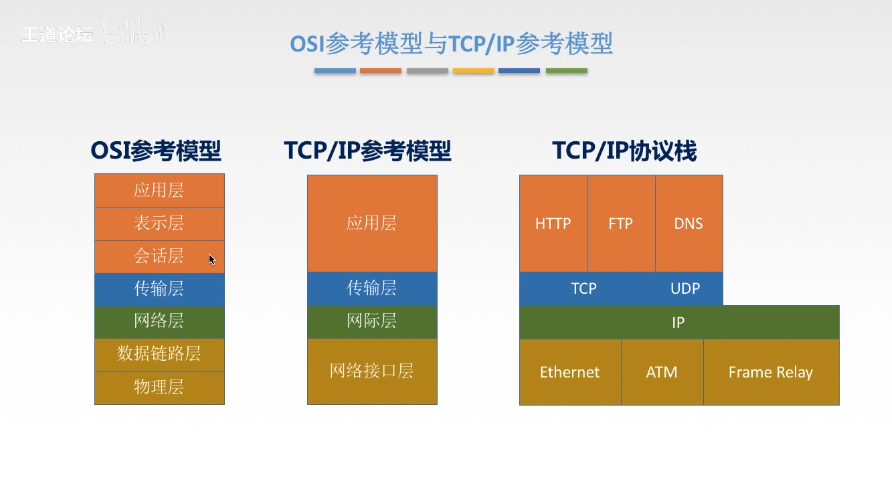 王道论坛
OSI参考模型与TCP/IP参考模型
OSI参考模型
应用层
表示层
会话层
传输层
网络层
数据链路层
物理层
TCP/IP参考模型
应用层
传输层
网际层
网络接口层
TCP/IP协议栈
HTTP FTP DNS
TCP UDP
IP
Ethernet ATM Frame Relay